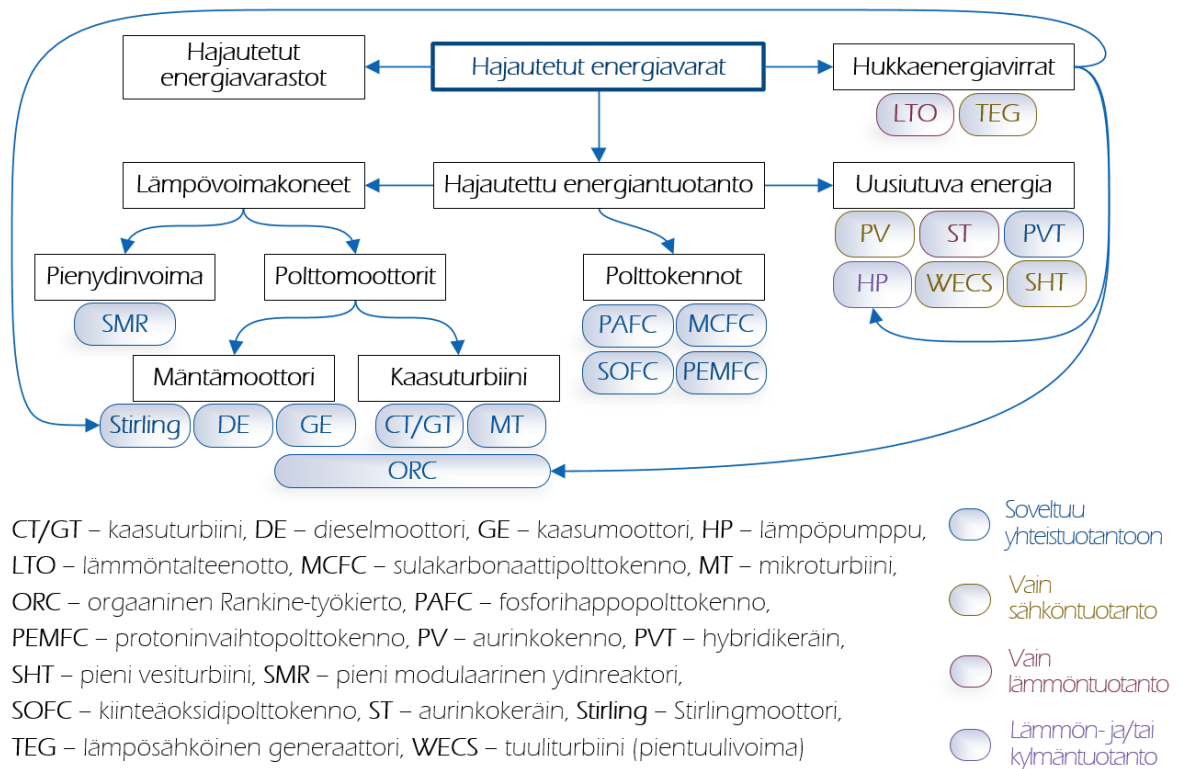 Hajautetut
energiavarastot
Hajautetut energiavarat
Hukkaenergiavirrat
LTO
TEG
Lämpövoimakoneet
Hajautettu energiantuotanto
Uusiutuva energia
PV
ST
PVT
HP
WECS
SHT
Pienydinvoima
Polttomoottorit
Polttokennot
SMR
PAFC
MCFC
SOFC
PEMFC
Mäntämoottori
Kaasuturbiini
Stirling
DE
GE
CT/GT
MT
ORC
CT/GT – kaasuturbiini, DE – dieselmoottori, GE – kaasumoottori, HP – lämpöpumppu,
LTO – lämmöntalteenotto, MCFC – sulakarbonaattipolttokenno, MT – mikroturbiini,
ORC – orgaaninen Rankine-työkierto, PAFC – fosforihappopolttokenno,
PEMFC – protoninvaihtopolttokenno, PV – aurinkokenno, PVT – hybridikeräin,
SHT – pieni vesiturbiini, SMR – pieni modulaarinen ydinreaktori,
SOFC – kiinteäoksidipolttokenno, ST – aurinkokeräin, Stirling – Stirlingmoottori,
TEG – lämpösähköinen generaattori, WECS – tuuliturbiini (pientuulivoima)
Soveltuu
yhteistuotantoon
Vain
sähköntuotanto
Vain
lämmöntuotanto
Lämmön- ja/tai
kylmäntuotanto